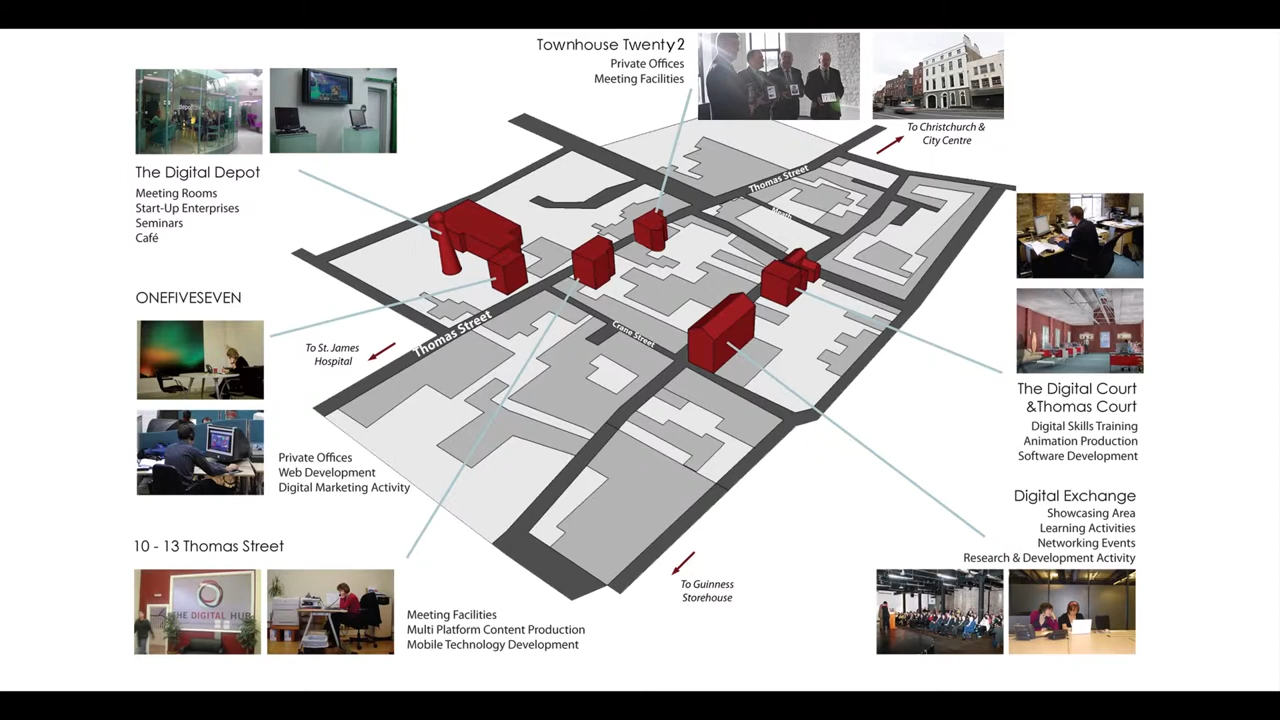 Townhouse Twenty2
Private Offices
Meeting Facilities
To Christchurch &
City Centre
The Digital Depot
Meeting Rooms
Start-Up Enterprises
Seminars
Café
Thomas Street
Meath
ONEFIVESEVEN
Thomas Street
Crane Street
To St. James
Hospital
The Digital Court
&Thomas Court
Digital Skills Training
Animation Production
Software Development
Private Offices
Web Development
Digital Marketing Activity
Digital Exchange
Showcasing Area
Learning Activities
Networking Events
Research & Development Activity
10 - 13 Thomas Street
THE DIGITAL HUB
Meeting Facilities
Multi Platform Content Production
Mobile Technology Development
To Guinness
Storehouse